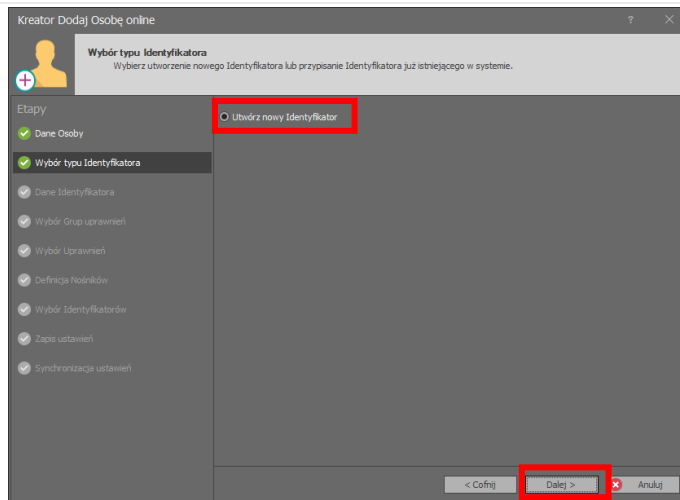 Kreator Dodaj Osobę online
Wybór typu Identyfikatora
Wybierz utworzenie nowego Identyfikatora lub przypisanie Identyfikatora już istniejącego w systemie.
Etapy
Dane Osoby
Wybór typu Identyfikatora
Dane Identyfikatora
Wybór Grup uprawnień
Wybór Uprawnień
Definicja Nośników
Wybór Identyfikatorów
Zapis ustawień
Synchronizacja ustawień
Utwórz nowy Identyfikator
< Cofnij
Dalej >
Anuluj